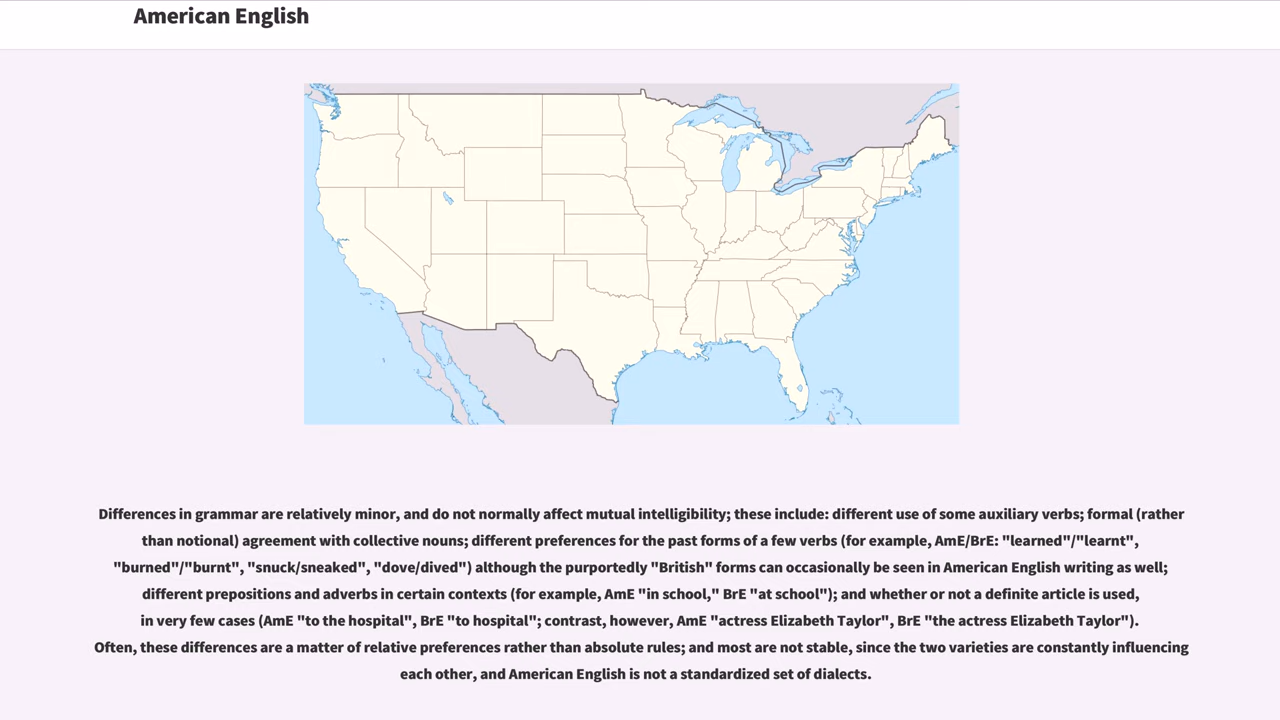 American English
Differences in grammar are relatively minor, and do not normally affect mutual intelligibility; these include: different use of some auxiliary verbs; formal (rather
than notional) agreement with collective nouns; different preferences for the past forms of a few verbs (for example, AmE/BrE: "learned"/"learnt",
"burned"/"burnt", "snuck/sneaked", "dove/dived") although the purportedly "British" forms can occasionally be seen in American English writing as well;
different prepositions and adverbs in certain contexts (for example, AmE "in school," BrE "at school"); and whether or not a definite article is used,
in very few cases (AmE "to the hospital", BrE "to hospital"; contrast, however, AmE "actress Elizabeth Taylor", BrE "the actress Elizabeth Taylor").
Often, these differences are a matter of relative preferences rather than absolute rules; and most are not stable, since the two varieties are constantly influencing
each other, and American English is not a standardized set of dialects.